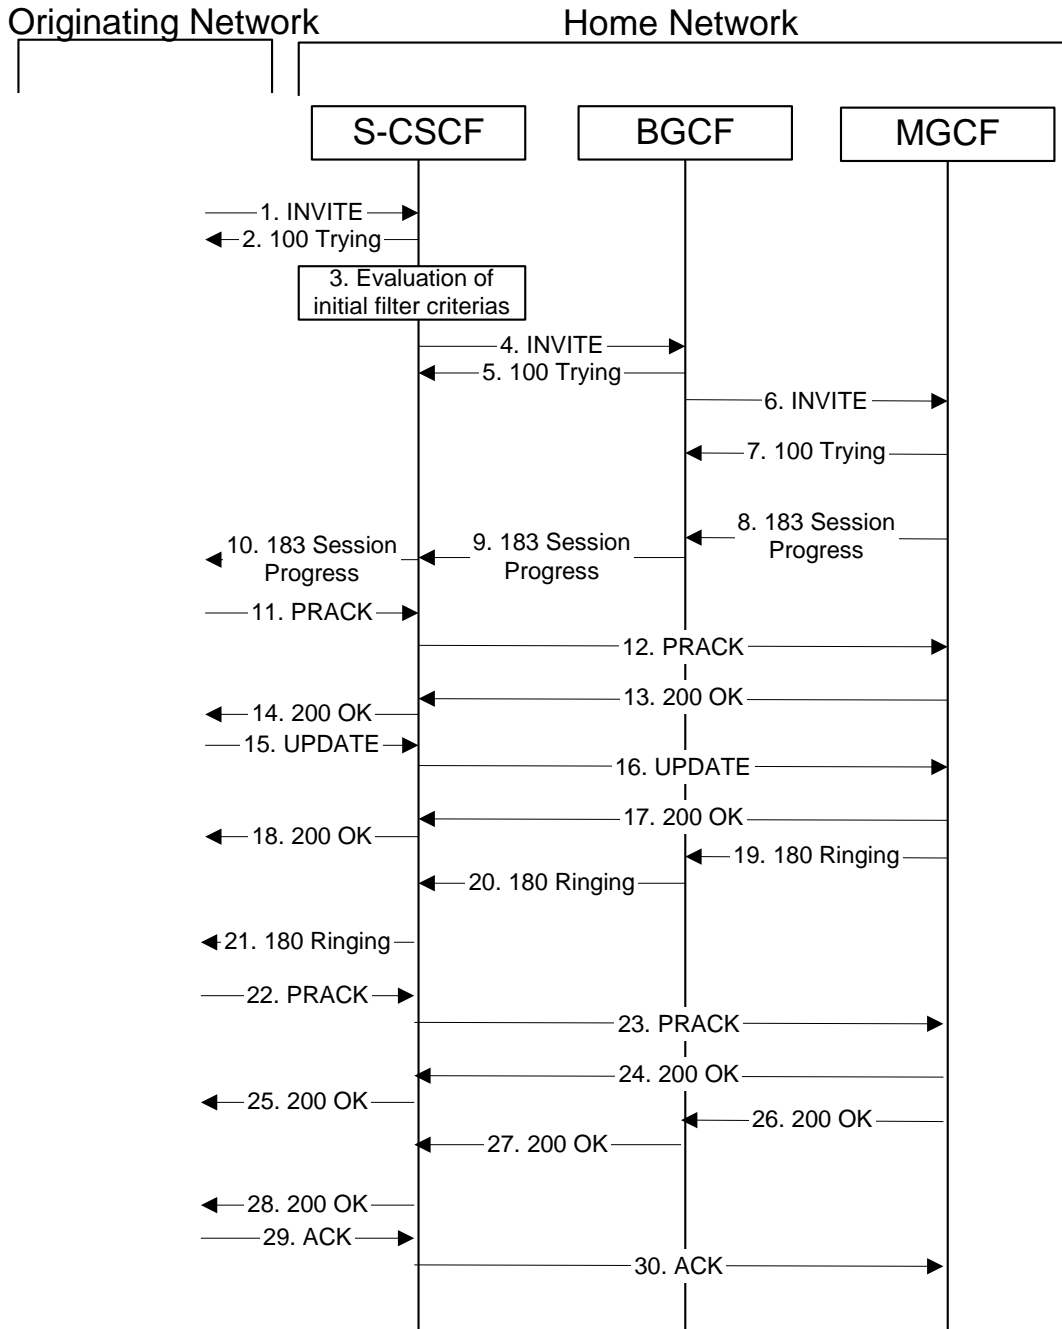 Originating Network
Home Network
S-CSCF
BGCF
MGCF
1. INVITE
2. 100 Trying
3. Evaluation of
initial filter criterias
4. INVITE
5. 100 Trying
6. INVITE
7. 100 Trying
8. 183 Session
Progress
9. 183 Session
Progress
10. 183 Session
Progress
11. PRACK
12. PRACK
13. 200 OK
14. 200 OK
15. UPDATE
16. UPDATE
17. 200 OK
18. 200 OK
19. 180 Ringing
20. 180 Ringing
21. 180 Ringing
22. PRACK
23. PRACK
24. 200 OK
25. 200 OK
26. 200 OK
27. 200 OK
28. 200 OK
29. ACK
30. ACK